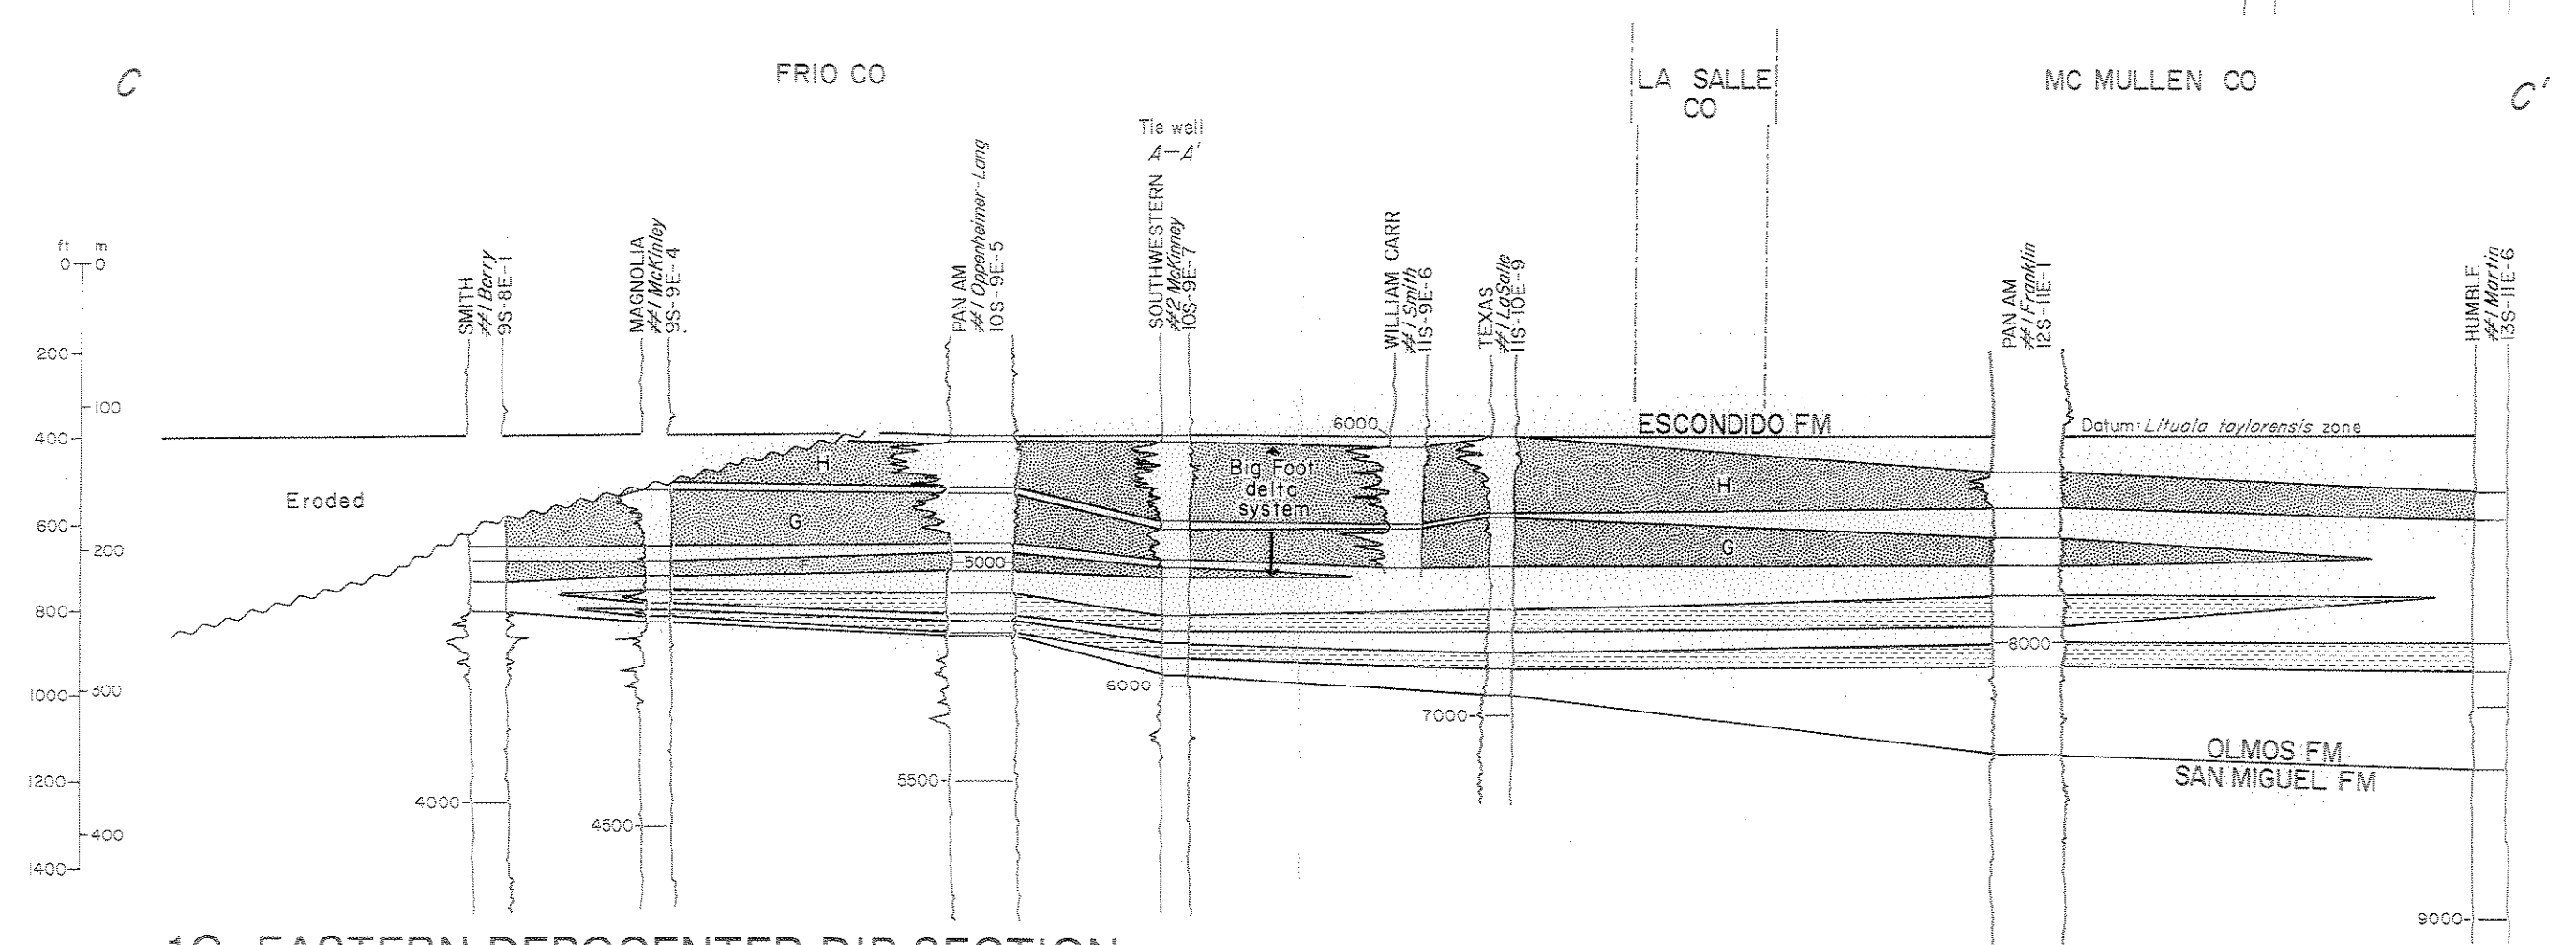 C
FRIO CO
LA SALLE
CO
MC MULLEN CO
C'
Tie well
A-A'
SMITH
#1 Berry
9S-8E-1
MAGNOLIA
#1 McKinley
9S-9E-4
PAN AM
#1 Oppenheimer-Lang
10S-9E-5
SOUTHWESTERN
#2 McKinney
10S-9E-7
WILLIAM CARR
#1 Smith
11S-9E-6
TEXAS
#1 LaSalle
11S-10E-9
PAN AM
#1 Franklin
12S-11E-1
HUMBLE
#1 Martin
13S-11E-6
ft m
0 0
200
100
400
600
200
800
1000
300
1200
400
1400
ESCONDIDO FM
Datum: Lituola taylorensis zone
6000
Eroded
H
G
F
Big Foot
delta
system
H
G
5000
6000
7000
8000
5500
4000
4500
9000
OLMOS FM
SAN MIGUEL FM
1C. EASTERN DEPOCENTER DIP SECTION